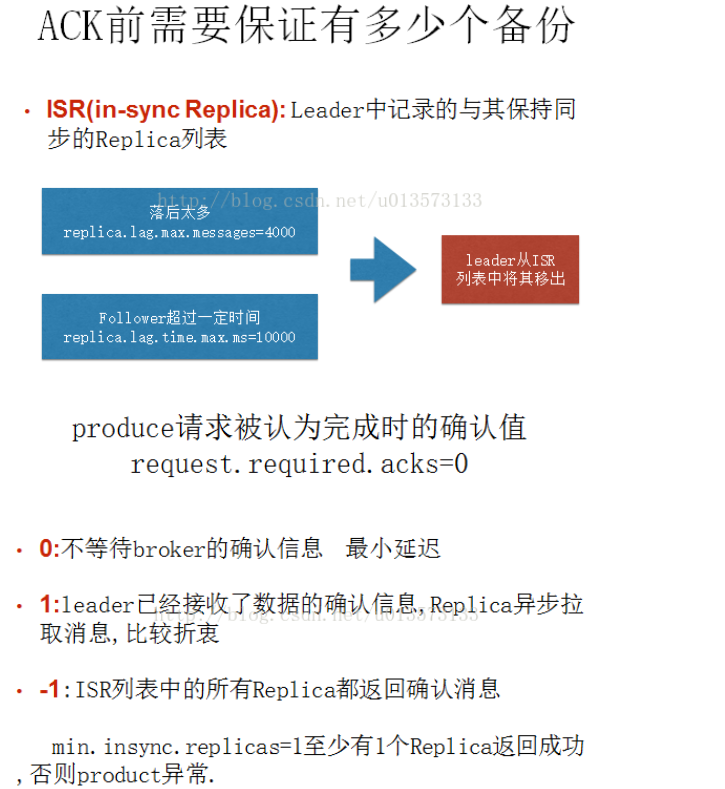 ACK前需要保证有多少个备份
• ISR(in-sync Replica): Leader中记录的与其保持同
步的Replica列表
http://blog.csdn.net/u013573133
落后太多
replica.lag.max.messages=4000
leader从ISR
列表中将其移出
Follower超过一定时间
replica.lag.time.max.ms=10000
produce请求被认为完成时的确认值
request.required.acks=0
• 0:不等待broker的确认信息 最小延迟
• 1:leader已经接收了数据的确认信息,Replica异步拉
http://blog.csdn.net/u013573133
取消息,比较折衷
• -1:ISR列表中的所有Replica都返回确认消息
min.insync.replicas=1至少有1个Replica返回成功
,否则product异常.